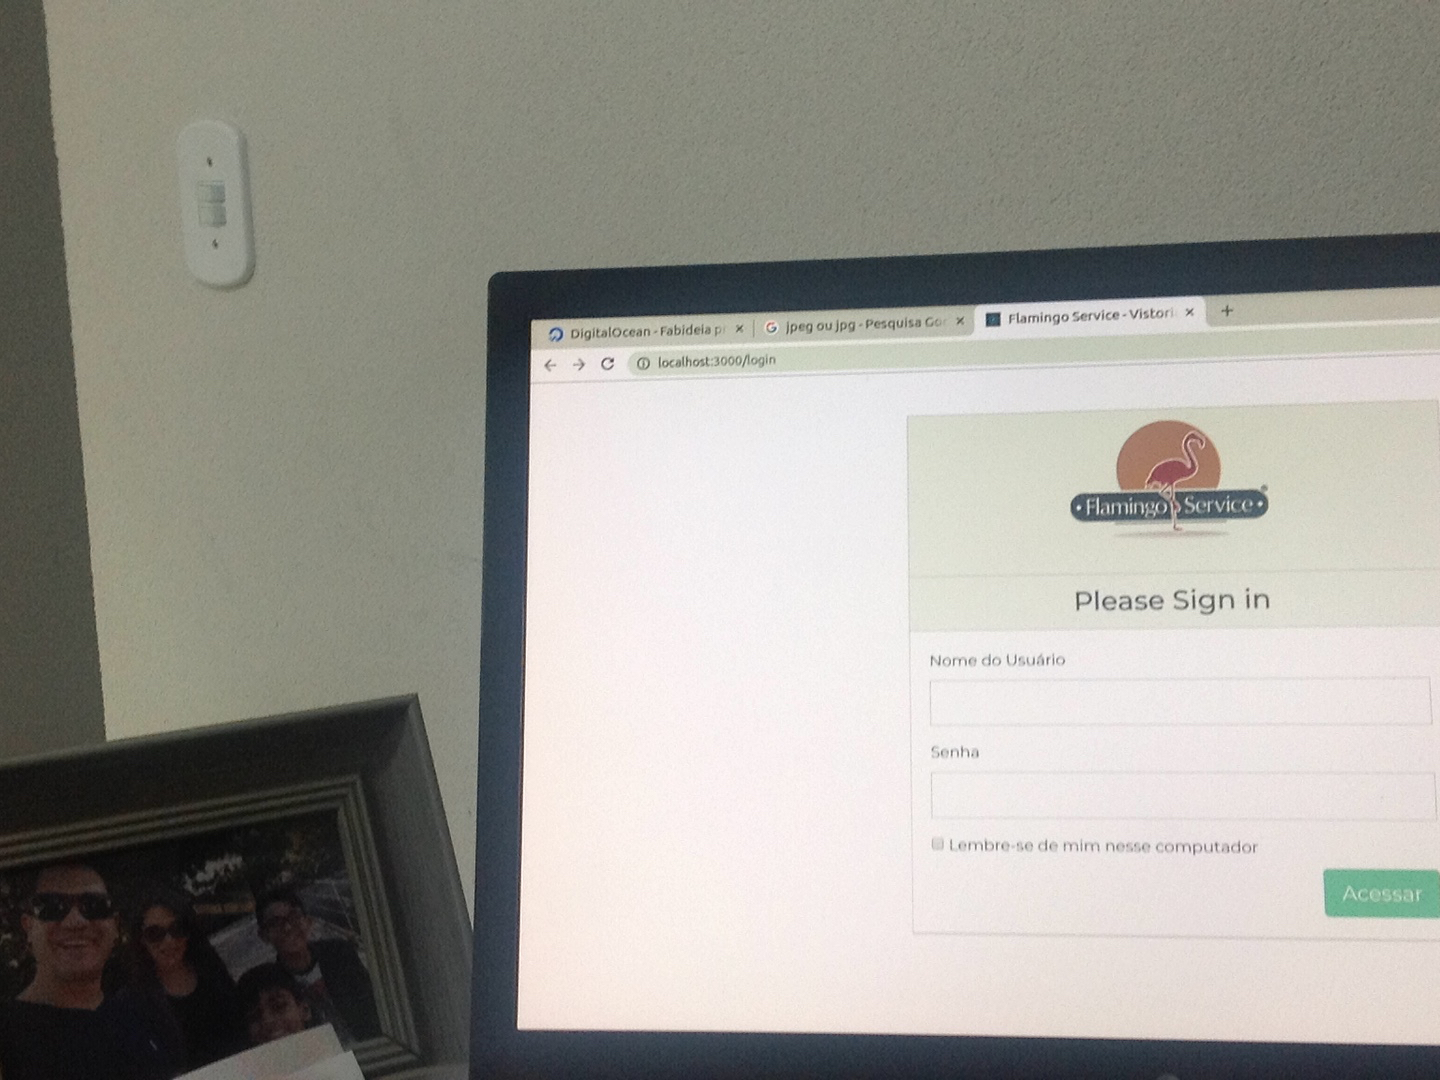 DigitalOcean - Fabideia
jpeg ou jpg - Pesquisa
Flamingo Service - Vistori
localhost:3000/login
Flamingo Service
Please Sign in
Nome do Usuário
Senha
Lembre-se de mim nesse computador
Acessar